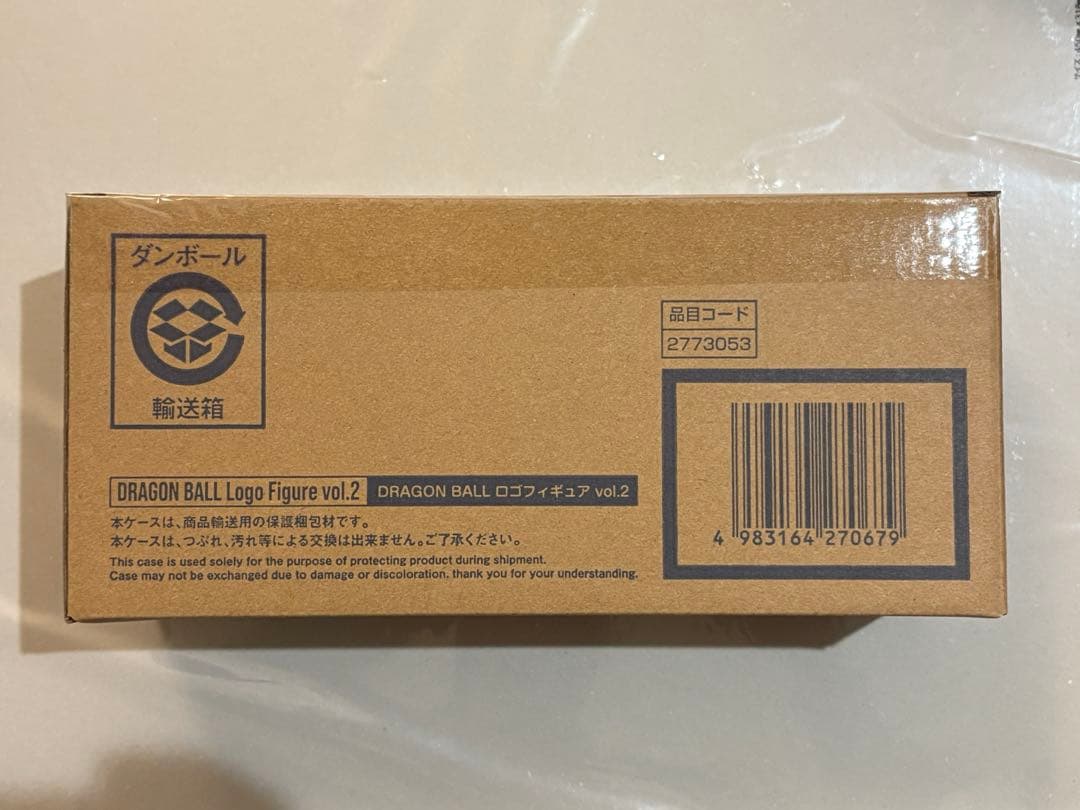 ダンボール
輸送箱
品目コード
2773053
4 983164 270679
DRAGON BALL Logo Figure vol.2 DRAGON BALL ロゴフィギュア vol.2
本ケースは、商品輸送用の保護梱包材です。
本ケースは、つぶれ、汚れ等による交換は出来ません。ご了承ください。
This case is used solely for the purpose of protecting product during shipment.
Case may not be exchanged due to damage or discoloration, thank you for your understanding.